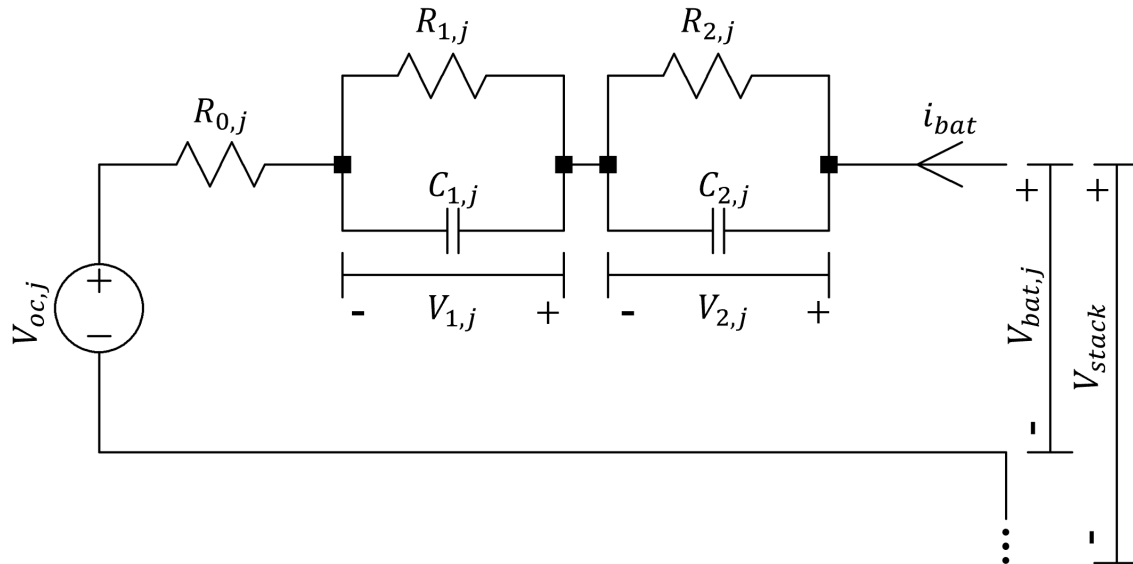 R_{1,j}
R_{2,j}
R_{0,j}
i_{bat}
C_{1,j}
C_{2,j}
+
+
+
V_{oc,j}
−
- V_{1,j} +
- V_{2,j} +
V_{bat,j}
V_{stack}
-
-